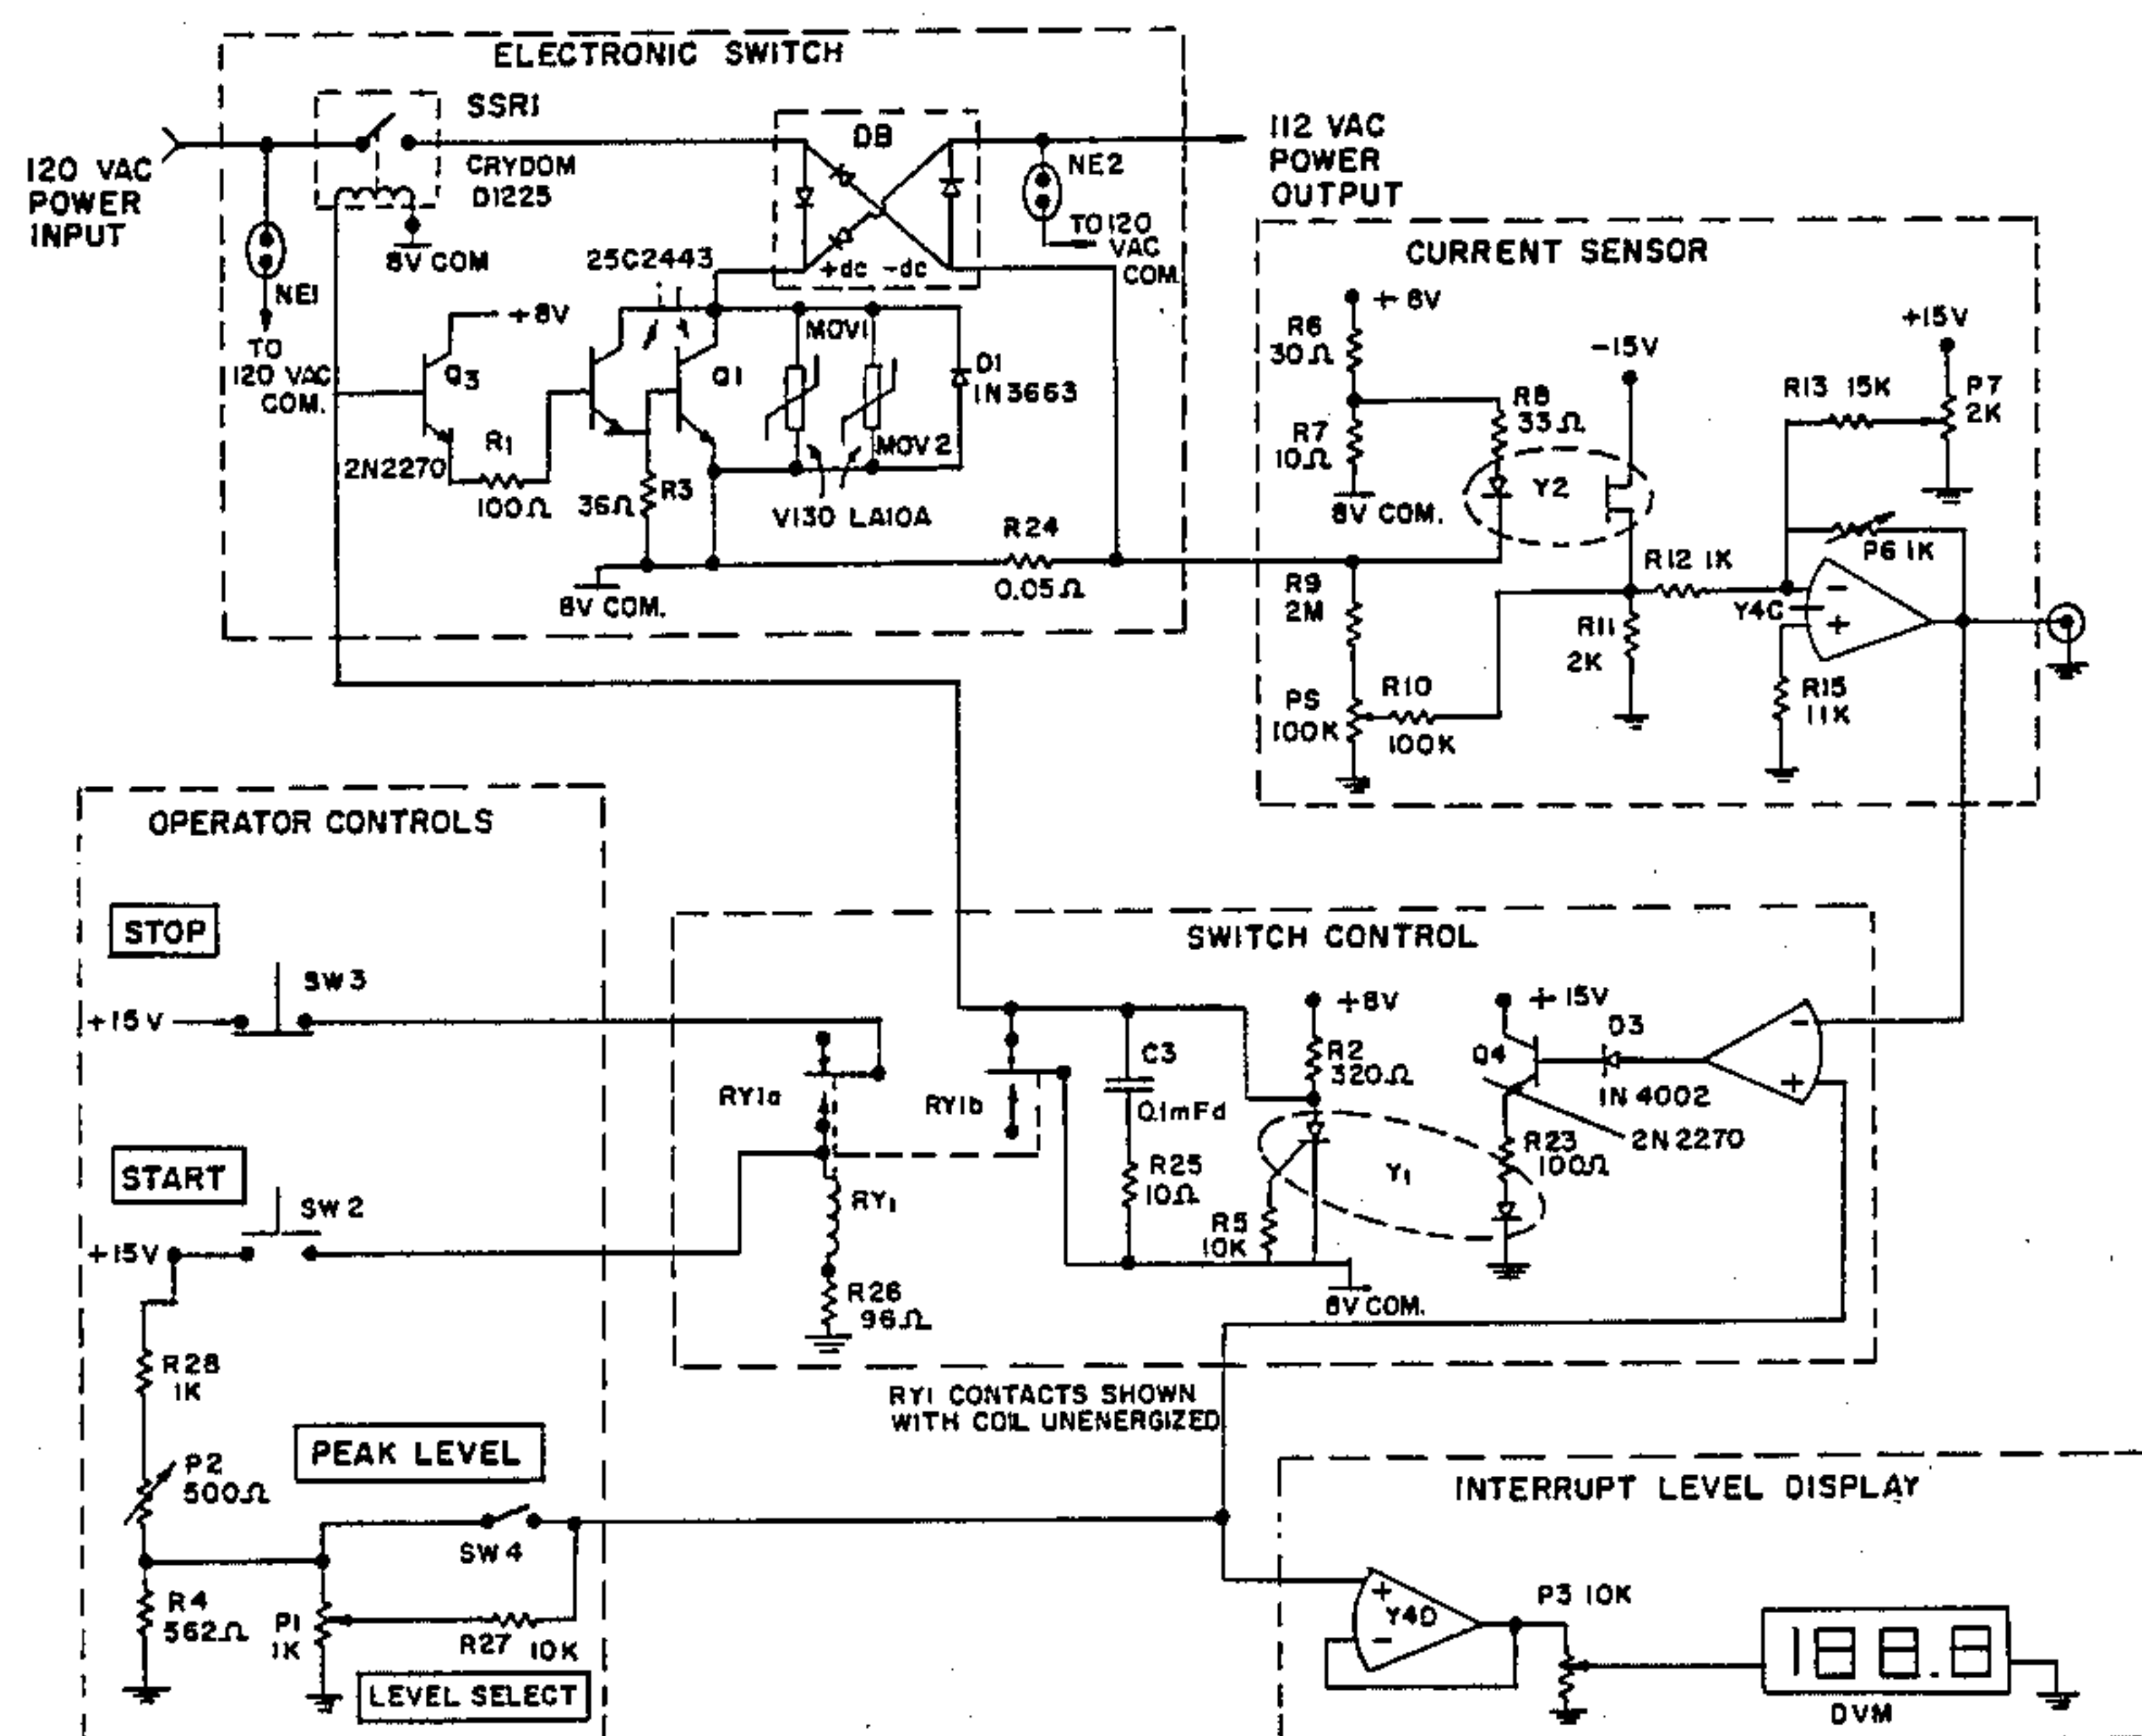 ELECTRONIC SWITCH
SSR1
CRYDOM
D1225
8V COM
120 VAC
POWER
INPUT
NE1
TO
120 VAC
COM.
DB
+dc -dc
NE2
TO 120
VAC
COM.
112 VAC
POWER
OUTPUT
25C2443
+8V
Q3
2N2270
R1
100Ω
Q1
36Ω
R3
MOV1
MOV2
D1
1N3663
V130 LA10A
R24
0.05Ω
8V COM.
CURRENT SENSOR
+8V
R6
30Ω
R7
10Ω
8V COM.
R8
33Ω
Y2
-15V
+15V
R13 15K
P7
2K
P6 1K
R12 1K
Y4C
-
+
R9
2M
R11
2K
R15
11K
P5
100K
R10
100K
OPERATOR CONTROLS
STOP
+15V
SW3
START
+15V
SW2
R28
1K
P2
500Ω
PEAK LEVEL
SW4
R4
562Ω
P1
1K
R27 10K
LEVEL SELECT
SWITCH CONTROL
RY1a
RY1b
C3
0.1mFd
R25
10Ω
+8V
R2
320Ω
+15V
Q4
D3
1N 4002
-
+
2N2270
R23
100Ω
Y1
R5
10K
8V COM.
RY1
R26
96Ω
RY1 CONTACTS SHOWN
WITH COIL UNENERGIZED
INTERRUPT LEVEL DISPLAY
+
Y4D
-
P3 10K
188.8
DVM